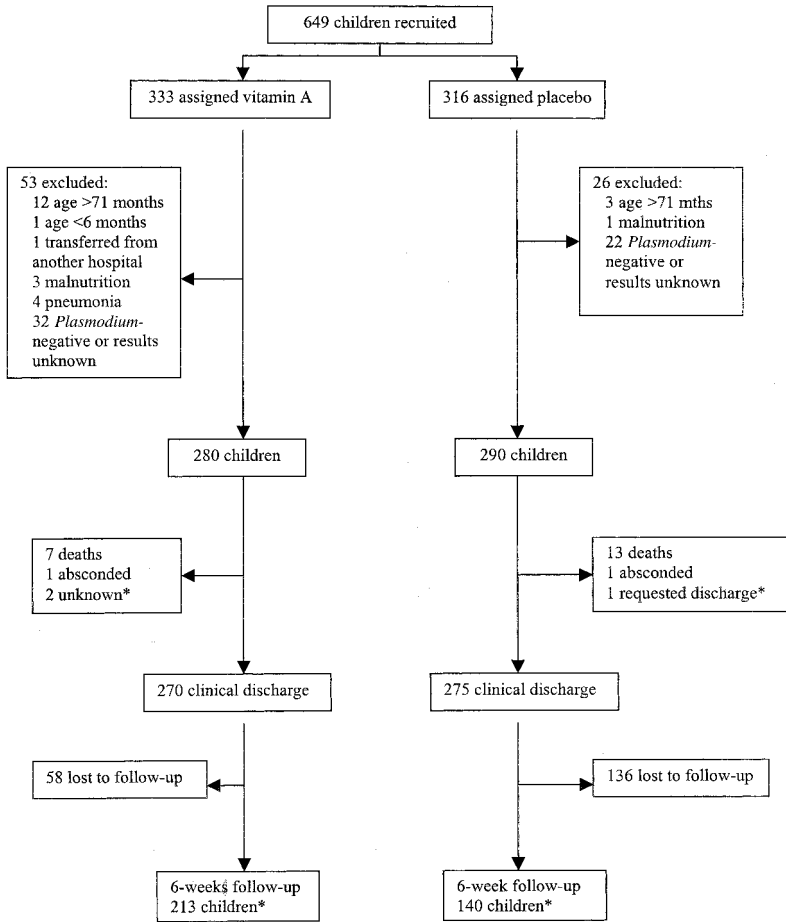 649 children recruited
333 assigned vitamin A
316 assigned placebo
53 excluded:
12 age >71 months
1 age <6 months
1 transferred from
another hospital
3 malnutrition
4 pneumonia
32 Plasmodium-
negative or results
unknown
26 excluded:
3 age >71 mths
1 malnutrition
22 Plasmodium-
negative or
results unknown
280 children
290 children
7 deaths
1 absconded
2 unknown*
13 deaths
1 absconded
1 requested discharge*
270 clinical discharge
275 clinical discharge
58 lost to follow-up
136 lost to follow-up
6-weeks follow-up
213 children*
6-week follow-up
140 children*